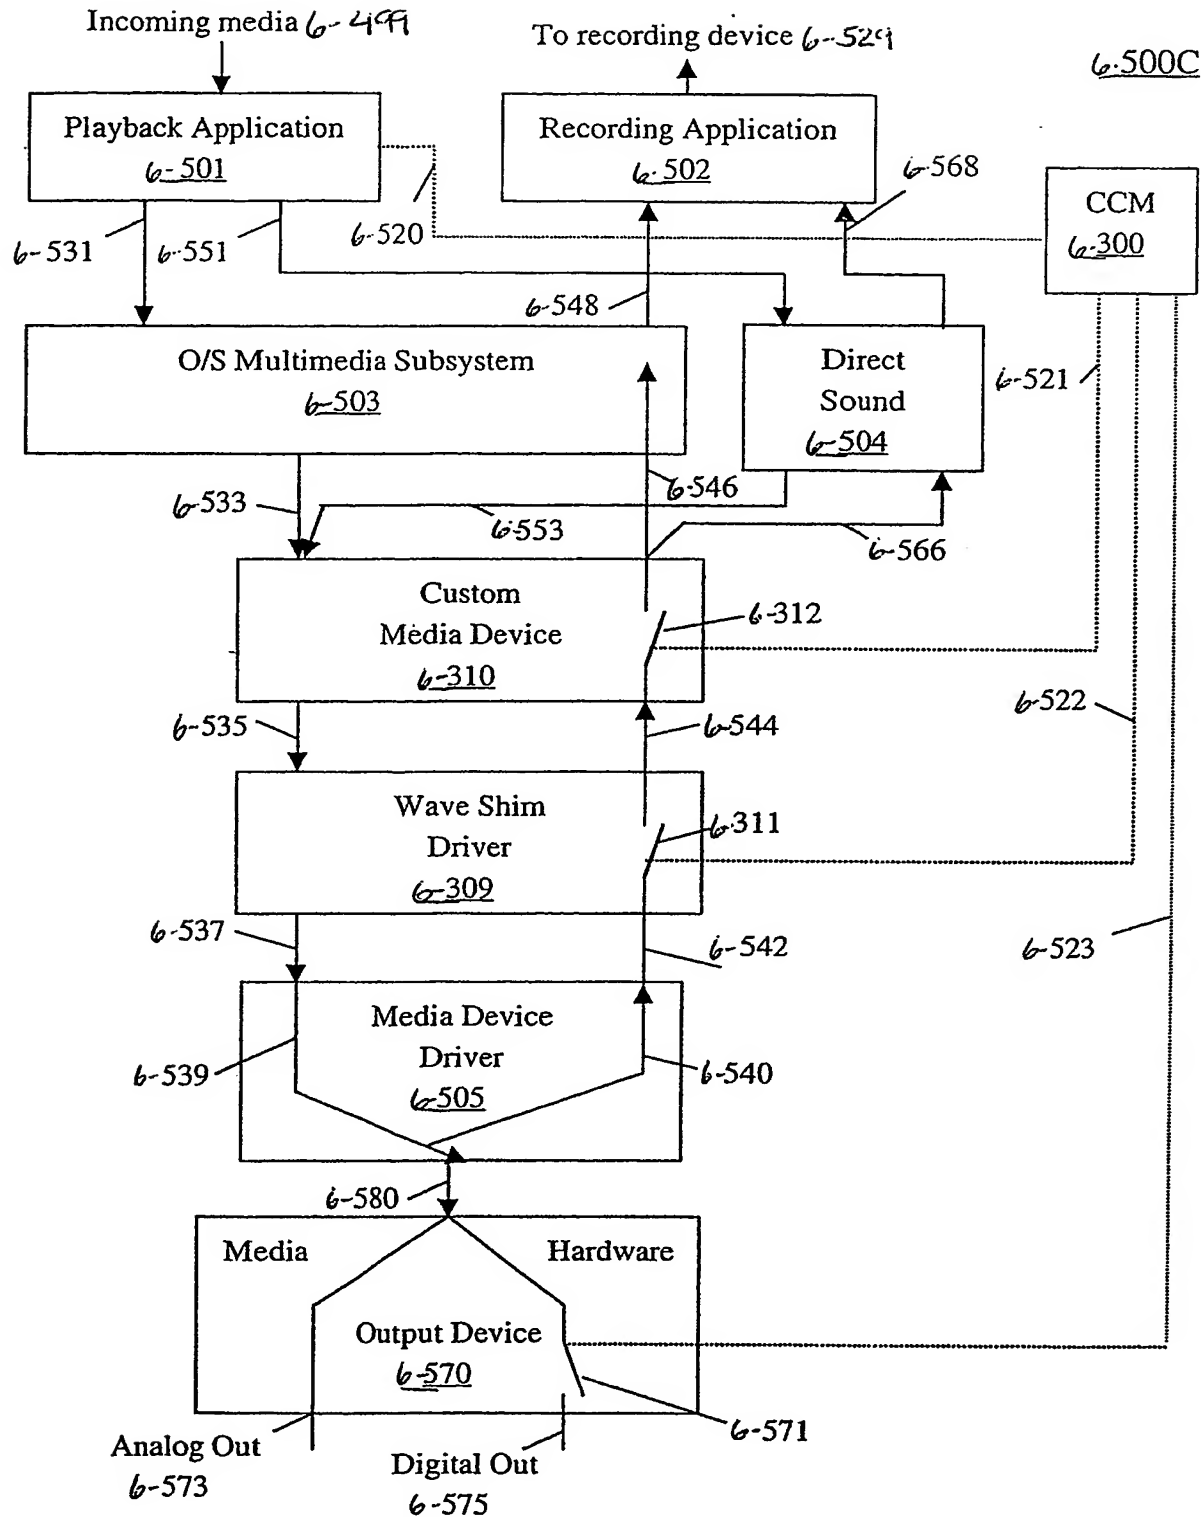 Incoming media 6-499
To recording device 6-529
6-500C
Playback Application
6-501
Recording Application
6-502
6-568
CCM
6-300
6-531
6-551
6-520
6-548
O/S Multimedia Subsystem
6-503
Direct
Sound
6-504
6-521
6-533
6-546
6-553
6-566
Custom
Media Device
6-310
6-312
6-535
6-544
6-522
Wave Shim
Driver
6-309
6-311
6-537
6-542
6-523
Media Device
Driver
6-505
6-539
6-540
6-580
Media
Hardware
Output Device
6-570
6-571
Analog Out
6-573
Digital Out
6-575